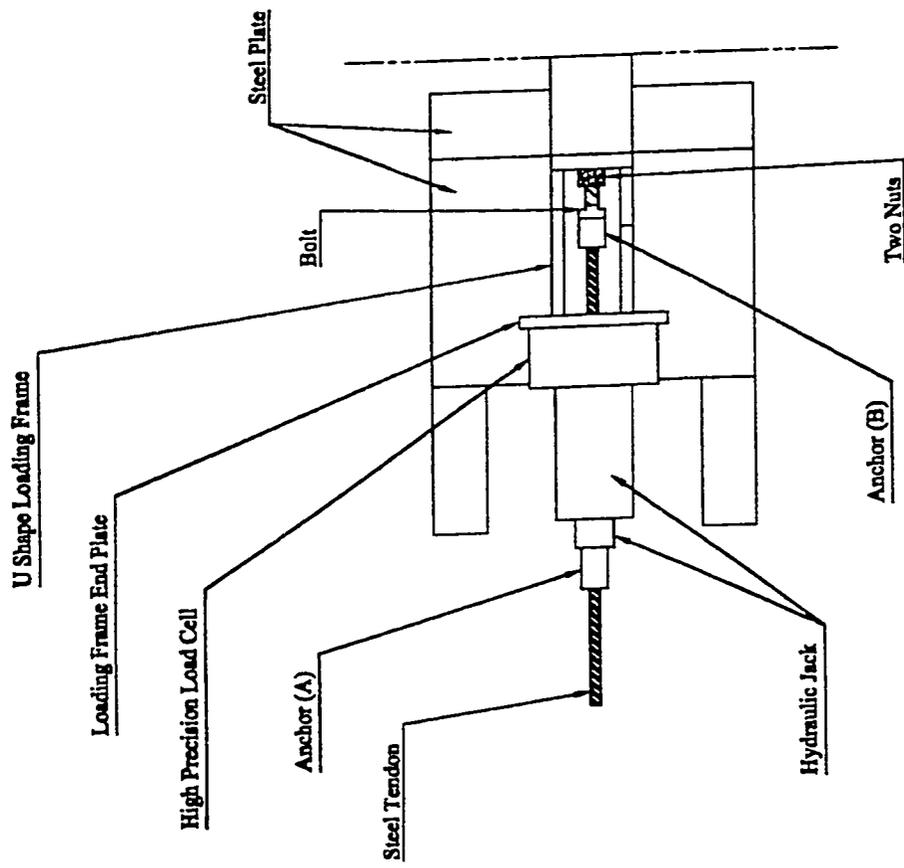 U Shape Loading Frame
Loading Frame End Plate
High Precision Load Cell
Anchor (A)
Steel Tendon
Bolt
Steel Plate
Hydraulic Jack
Anchor (B)
Two Nuts